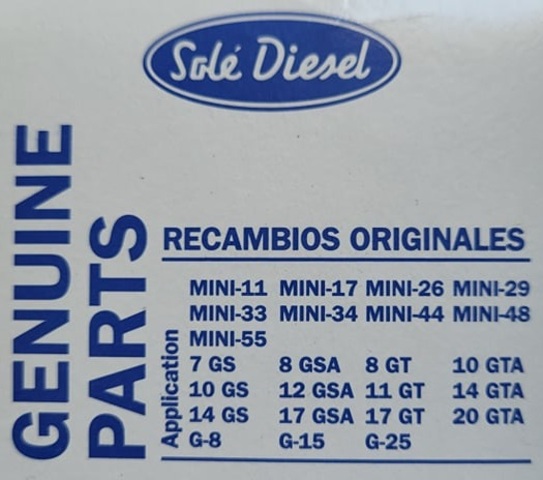 Solé Diesel
GENUINE
PARTS
RECAMBIOS ORIGINALES
Application
MINI-11 MINI-17 MINI-26 MINI-29
MINI-33 MINI-34 MINI-44 MINI-48
MINI-55
7 GS 8 GSA 8 GT 10 GTA
10 GS 12 GSA 11 GT 14 GTA
14 GS 17 GSA 17 GT 20 GTA
G-8 G-15 G-25